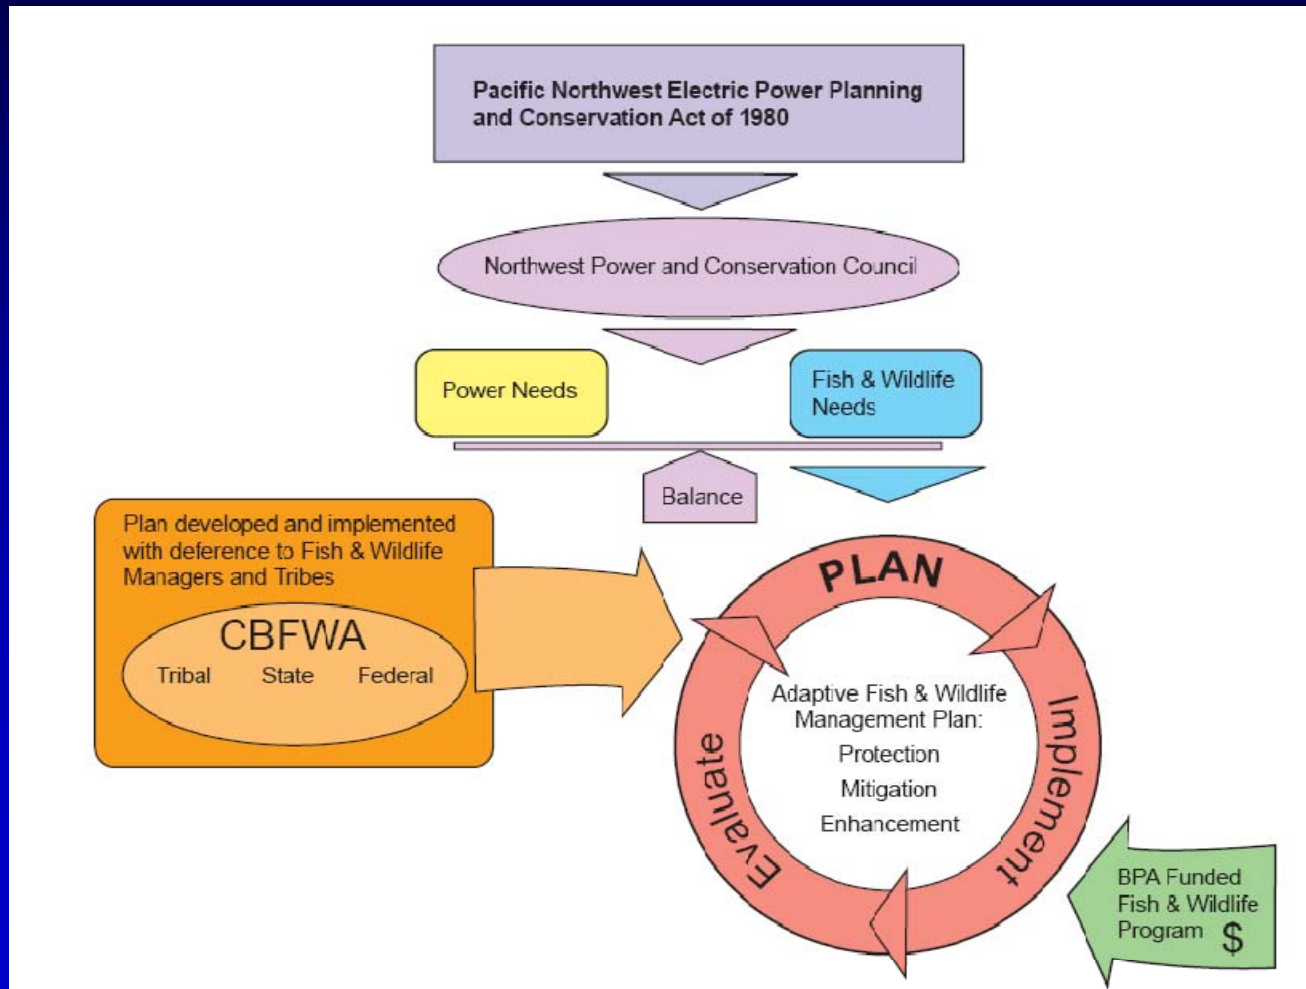 Pacific Northwest Electric Power Planning
and Conservation Act of 1980
Northwest Power and Conservation Council
Power Needs
Fish & Wildlife
Needs
Balance
Plan developed and implemented
with deference to Fish & Wildlife
Managers and Tribes
CBFWA
Tribal State Federal
PLAN
Implement
Evaluate
Adaptive Fish & Wildlife
Management Plan:
Protection
Mitigation
Enhancement
BPA Funded
Fish & Wildlife
Program $